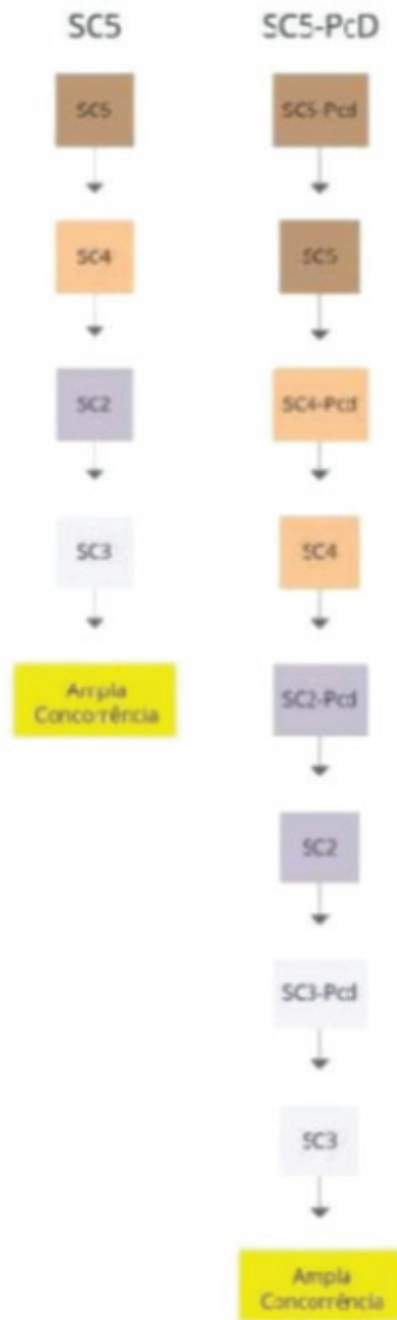 SC5
SC5
SC4
SC2
SC3
Ampla
Concorrência
SC5-PcD
SC5-Pcd
SC5
SC4-Pcd
SC4
SC2-Pcd
SC2
SC3-Pcd
SC3
Ampla
Concorrência